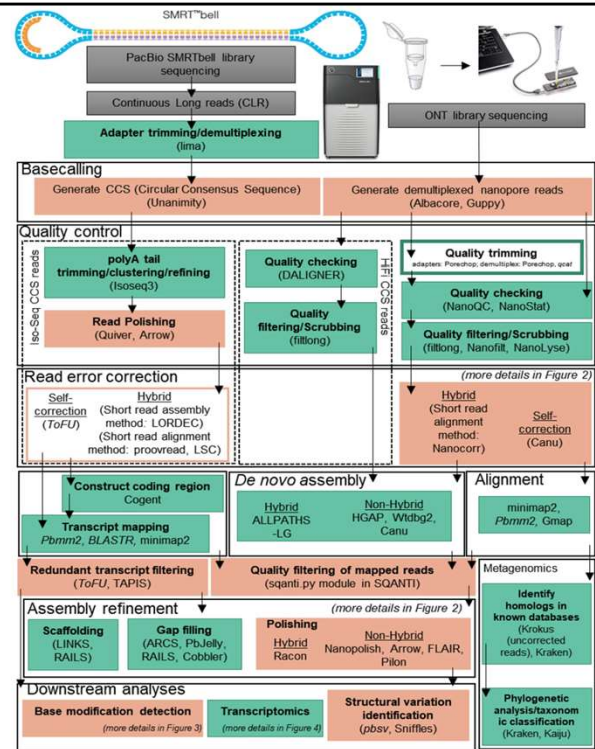 SMRT™bell
PacBio SMRTbell library
sequencing
Continuous Long reads (CLR)
Adapter trimming/demultiplexing
(lima)
ONT library sequencing
Basecalling
Generate CCS (Circular Consensus Sequence)
(Unanimity)
Generate demultiplexed nanopore reads
(Albacore, Guppy)
Quality control
Iso-Seq CCS reads
polyA tail
trimming/clustering/refining
(Isoseq3)
Read Polishing
(Quiver, Arrow)
Quality checking
(DALIGNER)
Quality
filtering/Scrubbing
(filtlong)
HiFi CCS
reads
Quality trimming
adapters: Porechop, demultiplex: Porechop, qcat
Quality checking
(NanoQC, NanoStat)
Quality filtering/Scrubbing
(filtlong, Nanofilt, NanoLyse)
Read error correction
(more details in Figure 2)
Self-
correction
(ToFU)
Hybrid
(Short read assembly
method: LORDEC)
(Short read alignment
method: proovread, LSC)
Hybrid
(Short read
alignment
method:
Nanocorr)
Self-
correction
(Canu)
Construct coding region
Cogent
Transcript mapping
Pbmm2, BLASTR, minimap2
De novo assembly
Hybrid
ALLPATHS
-LG
Non-Hybrid
HGAP, Wtdbg2,
Canu
Alignment
minimap2,
Pbmm2, Gmap
Redundant transcript filtering
(ToFU, TAPIS)
Quality filtering of mapped reads
(sqanti.py module in SQANTI)
Metagenomics
Identify
homologs in
known databases
(Krokus
(uncorrected
reads), Kraken)
Phylogenetic
analysis/taxonom
ic classification
(Kraken, Kaiju)
Assembly refinement
(more details in Figure 2)
Scaffolding
(LINKS,
RAILS)
Gap filling
(ARCS, PbJelly,
RAILS, Cobbler)
Polishing
Hybrid
Racon
Non-Hybrid
Nanopolish, Arrow, FLAIR,
Pilon
Downstream analyses
Base modification detection
(more details in Figure 3)
Transcriptomics
(more details in Figure 4)
Structural variation
identification
(pbsv, Sniffles)